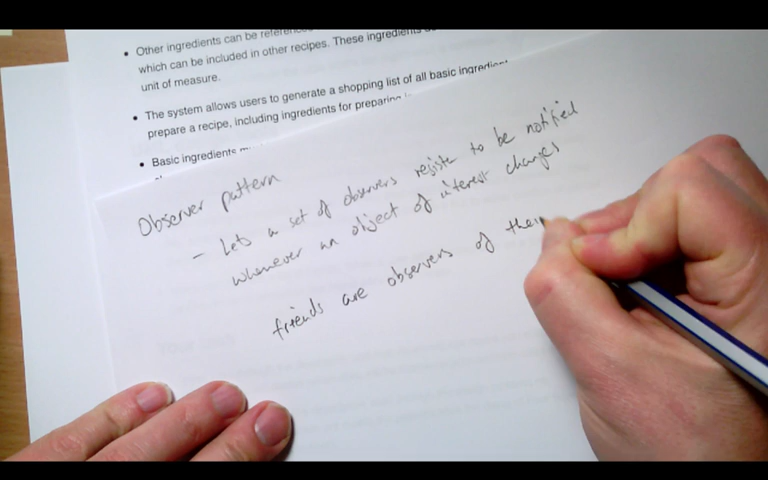 Other ingredients can be
which can be included in other recipes. These ingredients
unit of measure.
The system allows users to generate a shopping list of all basic ingredient
prepare a recipe, including ingredients for preparing
Basic ingredients
Observer pattern
- Lets a set of observers register to be notified
whenever an object of interest changes
friends are observers of their